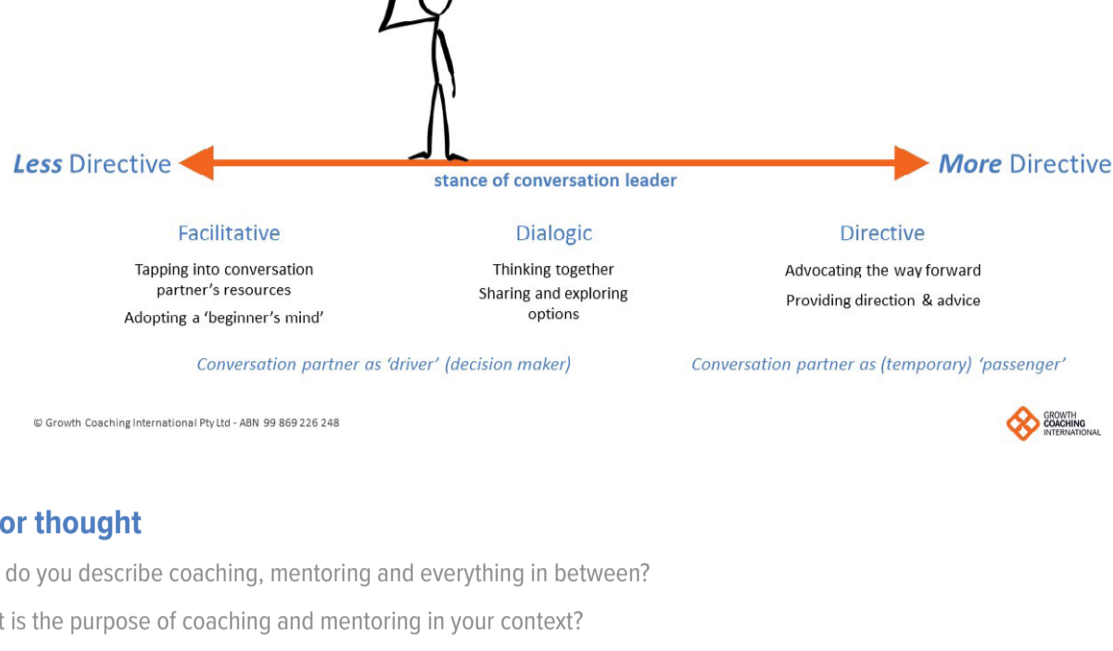 Less Directive
More Directive
stance of conversation leader
Facilitative
Tapping into conversation
partner's resources
Adopting a 'beginner's mind'
Dialogic
Thinking together
Sharing and exploring
options
Directive
Advocating the way forward
Providing direction & advice
Conversation partner as 'driver' (decision maker)
Conversation partner as (temporary) 'passenger'
© Growth Coaching International Pty Ltd - ABN 99 869 226 248
GROWTH
COACHING
INTERNATIONAL
or thought
do you describe coaching, mentoring and everything in between?
t is the purpose of coaching and mentoring in your context?